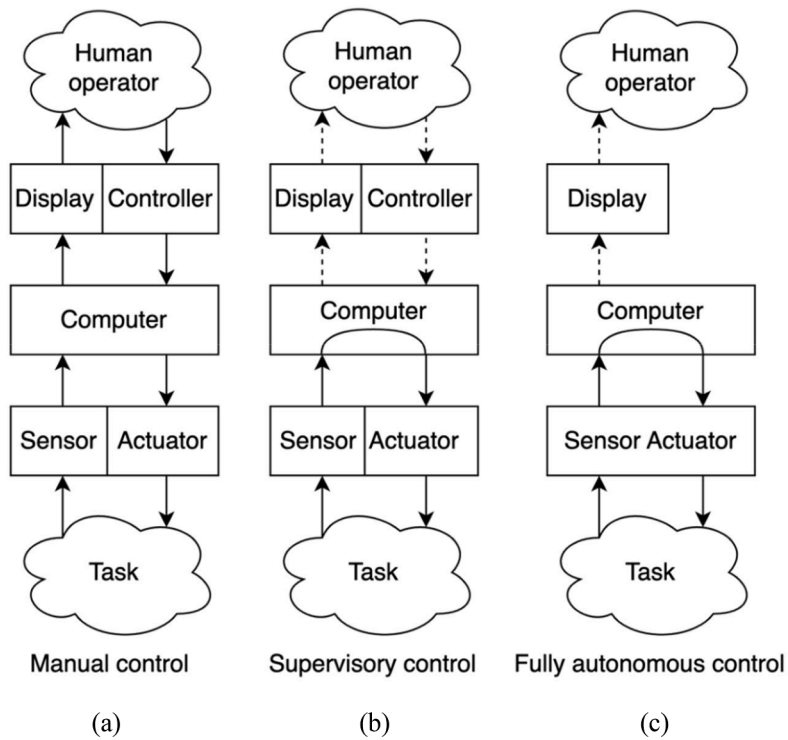 Human
operator
Display
Controller
Computer
Sensor
Actuator
Task
Manual control
(a)
Human
operator
Display
Controller
Computer
Sensor
Actuator
Task
Supervisory control
(b)
Human
operator
Display
Computer
Sensor Actuator
Task
Fully autonomous control
(c)